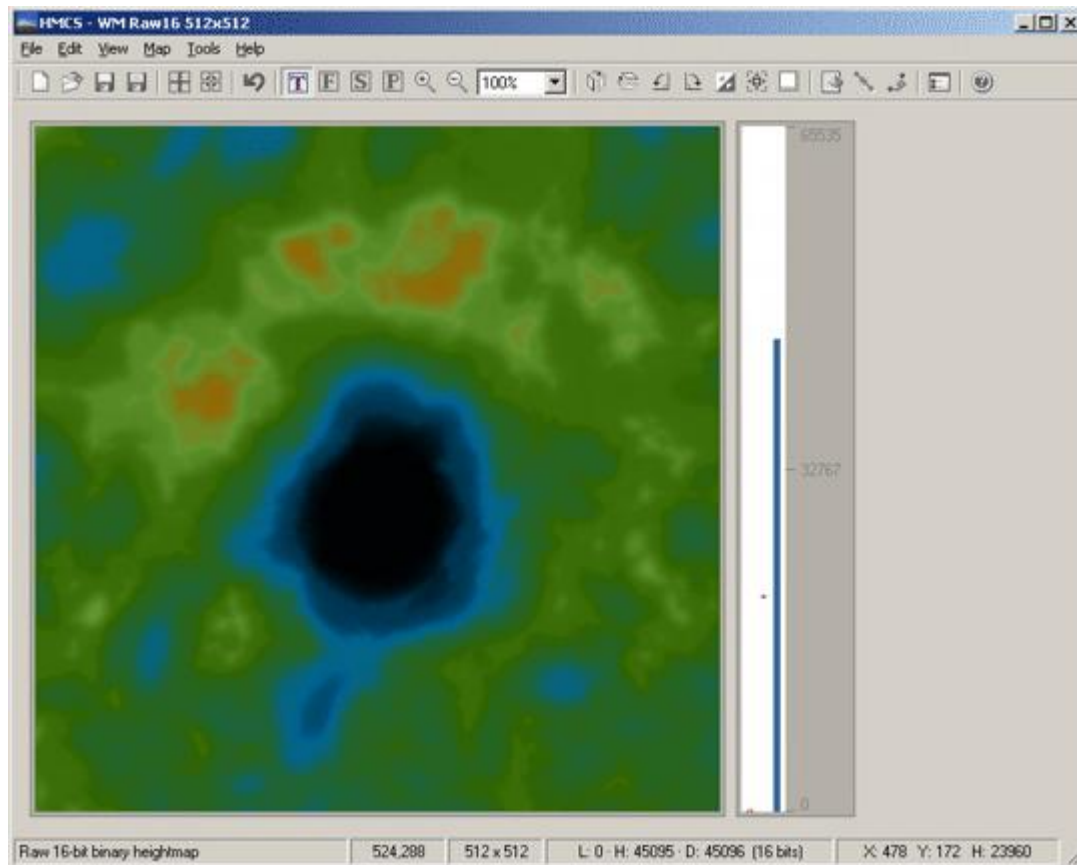 HMCS - WM Raw16 512x512
File Edit View Map Tools Help
T F S P 100%
65535
32767
0
Raw 16-bit binary heightmap 524,288 512 x 512 L: 0 · H: 45095 · D: 45096 (16 bits) X: 478 Y: 172 H: 23960